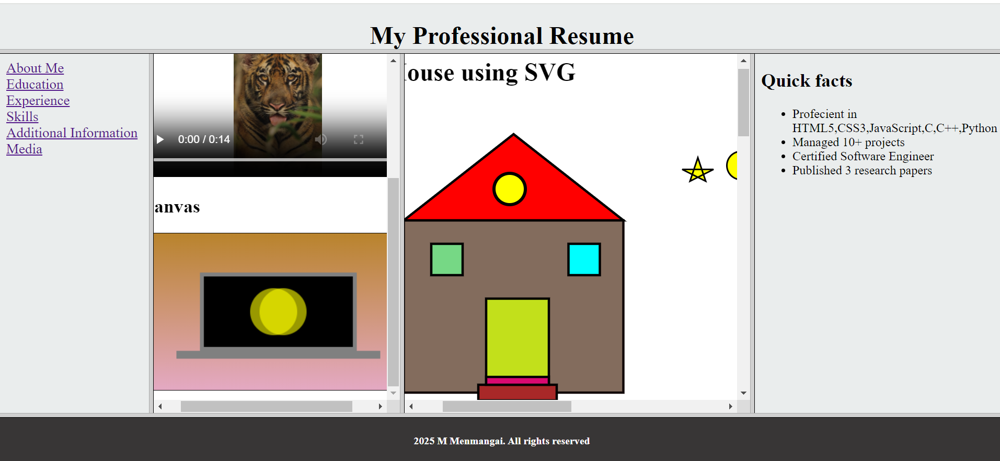 My Professional Resume
About Me
Education
Experience
Skills
Additional Information
Media
0:00 / 0:14
anvas
ouse using SVG
Quick facts
Profecient in
HTML5,CSS3,JavaScript,C,C++,Python
Managed 10+ projects
Certified Software Engineer
Published 3 research papers
2025 M Menmangai. All rights reserved